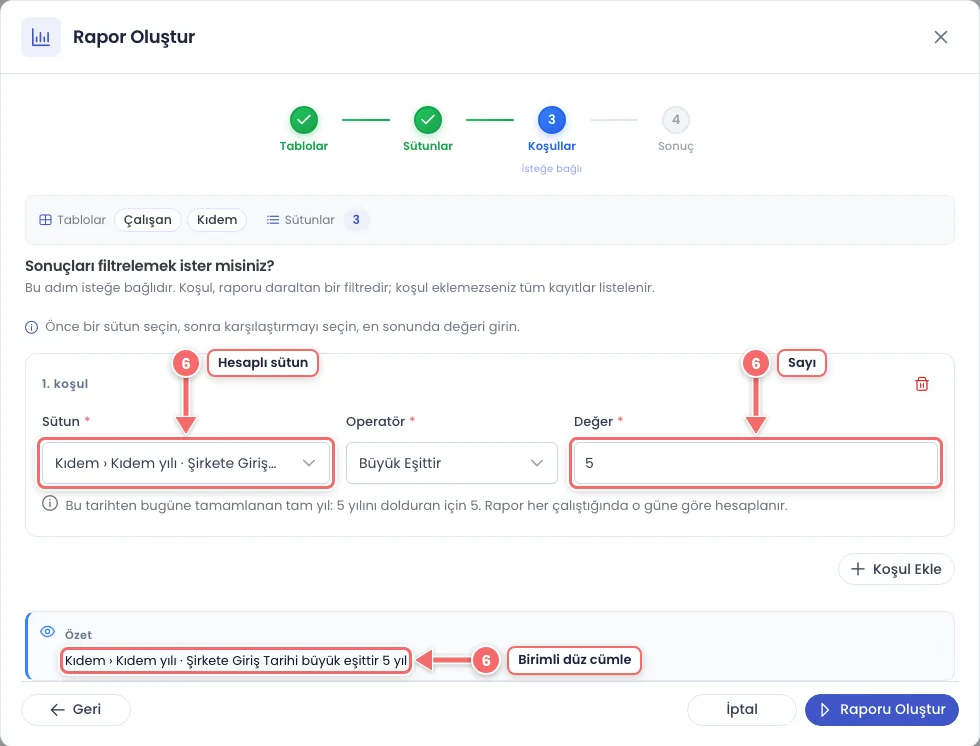 Rapor Oluştur
3
4
Tablolar
Sütunlar
Koşullar
Sonuç
İsteğe bağlı
Tablolar Çalışan Kıdem Sütunlar 3
Sonuçları filtrelemek ister misiniz?
Bu adım isteğe bağlıdır. Koşul, raporu daraltan bir filtredir; koşul eklemezseniz tüm kayıtlar listelenir.
Önce bir sütun seçin, sonra karşılaştırmayı seçin, en sonunda değeri girin.
6 Hesaplı sütun
6 Sayı
1. koşul
Sütun *
Operatör *
Değer *
Kıdem › Kıdem yılı · Şirkete Giriş...
Büyük Eşittir
5
Bu tarihten bugüne tamamlanan tam yıl: 5 yılını dolduran için 5. Rapor her çalıştığında o güne göre hesaplanır.
Koşul Ekle
Özet
Kıdem › Kıdem yılı · Şirkete Giriş Tarihi büyük eşittir 5 yıl
6 Birimli düz cümle
Geri
İptal
Raporu Oluştur